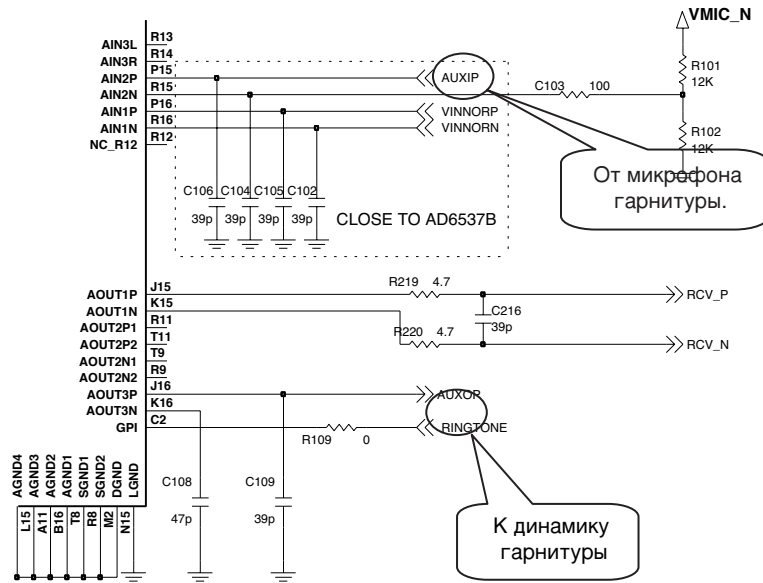 VMIC_N
R13
AIN3L
R14
AIN3R
P15
AIN2P
AUXIP
R15
AIN2N
C103
100
R101
12K
P16
AIN1P
VINNORP
R16
AIN1N
VINNORN
R12
NC_R12
R102
12K
От микрофона
гарнитуры.
C106
C104
C105
C102
39p
39p
39p
39p
CLOSE TO AD6537B
J15
AOUT1P
R219
4.7
RCV_P
K15
AOUT1N
C216
39p
R11
AOUT2P1
T11
AOUT2P2
R220
4.7
RCV_N
T9
AOUT2N1
R9
AOUT2N2
J16
AOUT3P
AUXOP
K16
AOUT3N
C2
GPI
R109
0
RINGTONE
AGND4
AGND3
AGND2
AGND1
SGND1
SGND2
DGND
LGND
L15
A11
B16
T8
R8
M2
N15
C108
47p
C109
39p
К динамику
гарнитуры